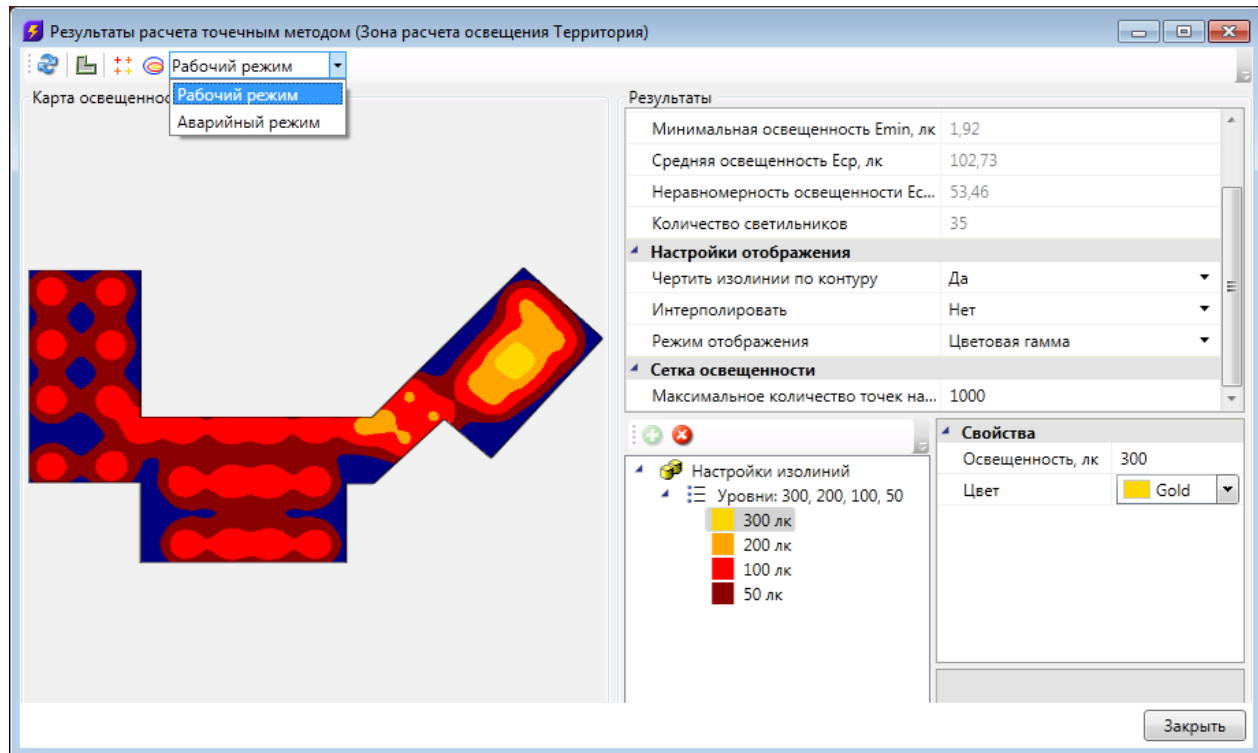 Результаты расчета точечным методом (Зона расчета освещения Территория)
Рабочий режим
Рабочий режим
Аварийный режим
Карта освещеннос
Результаты
Минимальная освещенность Emin, лк 1,92
Средняя освещенность Еср, лк 102,73
Неравномерность освещенности Ес... 53,46
Количество светильников 35
Настройки отображения
Чертить изолинии по контуру Да
Интерполировать Нет
Режим отображения Цветовая гамма
Сетка освещенности
Максимальное количество точек на... 1000
Настройки изолиний
Уровни: 300, 200, 100, 50
300 лк
200 лк
100 лк
50 лк
Свойства
Освещенность, лк 300
Цвет Gold
Закрыть